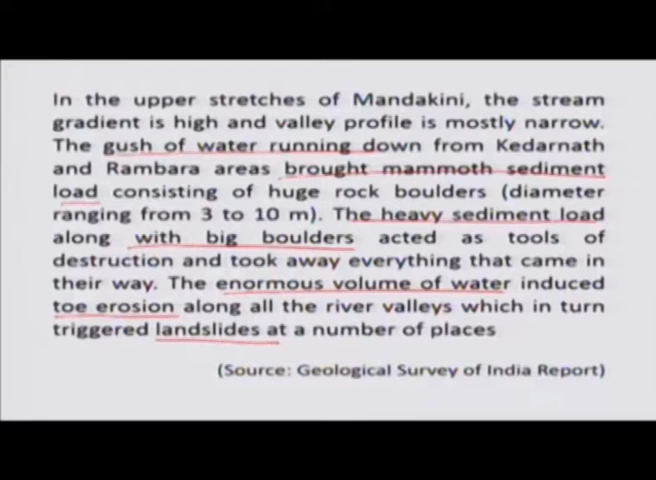 In the upper stretches of Mandakini, the stream
gradient is high and valley profile is mostly narrow.
The gush of water running down from Kedarnath
and Rambara areas brought mammoth sediment
load consisting of huge rock boulders (diameter
ranging from 3 to 10 m). The heavy sediment load
along with big boulders acted as tools of
destruction and took away everything that came in
their way. The enormous volume of water induced
toe erosion along all the river valleys which in turn
triggered landslides at a number of places
(Source: Geological Survey of India Report)